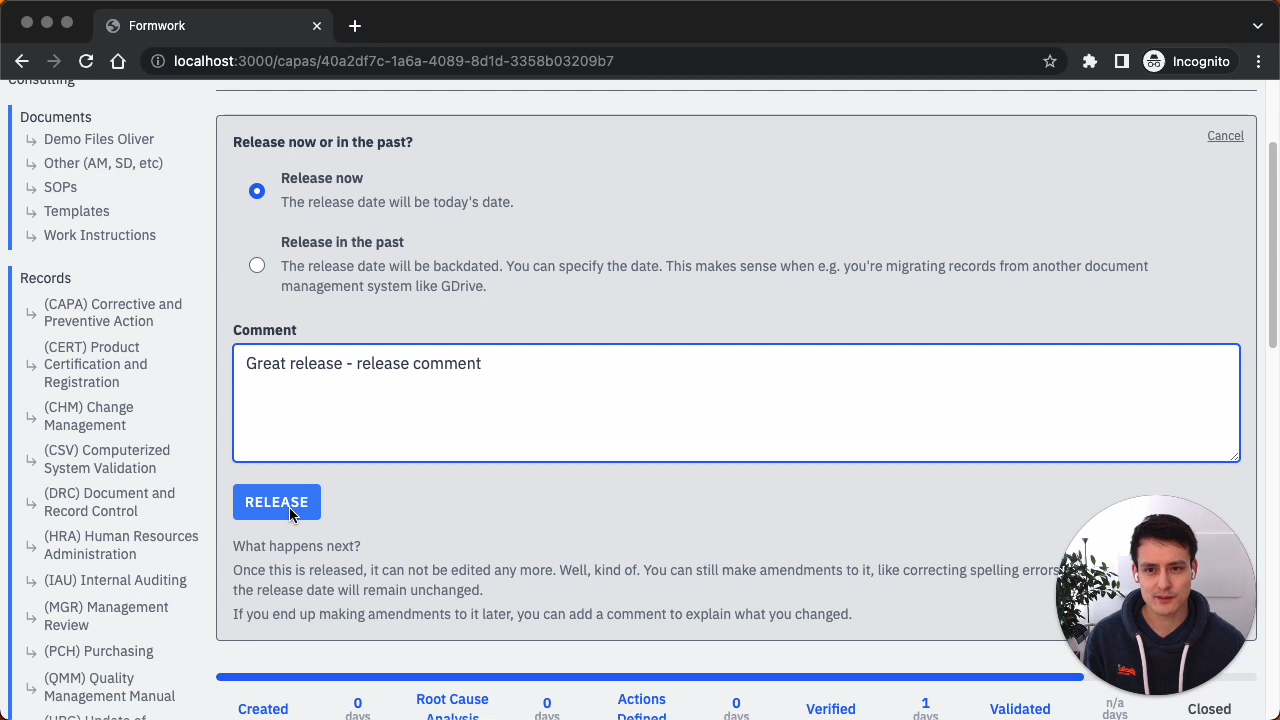 Formwork
localhost:3000/capas/40a2df7c-1a6a-4089-8d1d-3358b03209b7
Incognito
Consulting
Documents
Demo Files Oliver
Other (AM, SD, etc)
SOPs
Templates
Work Instructions
Records
(CAPA) Corrective and
Preventive Action
(CERT) Product
Certification and
Registration
(CHM) Change
Management
(CSV) Computerized
System Validation
(DRC) Document and
Record Control
(HRA) Human Resources
Administration
(IAU) Internal Auditing
(MGR) Management
Review
(PCH) Purchasing
(QMM) Quality
Management Manual
Release now or in the past?
Cancel
Release now
The release date will be today's date.
Release in the past
The release date will be backdated. You can specify the date. This makes sense when e.g. you're migrating records from another document
management system like GDrive.
Comment
Great release - release comment
RELEASE
What happens next?
Once this is released, it can not be edited any more. Well, kind of. You can still make amendments to it, like correcting spelling errors
the release date will remain unchanged.
If you end up making amendments to it later, you can add a comment to explain what you changed.
Created
0
days
Root Cause
Analysis
0
days
Actions
Defined
0
days
Verified
1
days
Validated
n/a
days
Closed